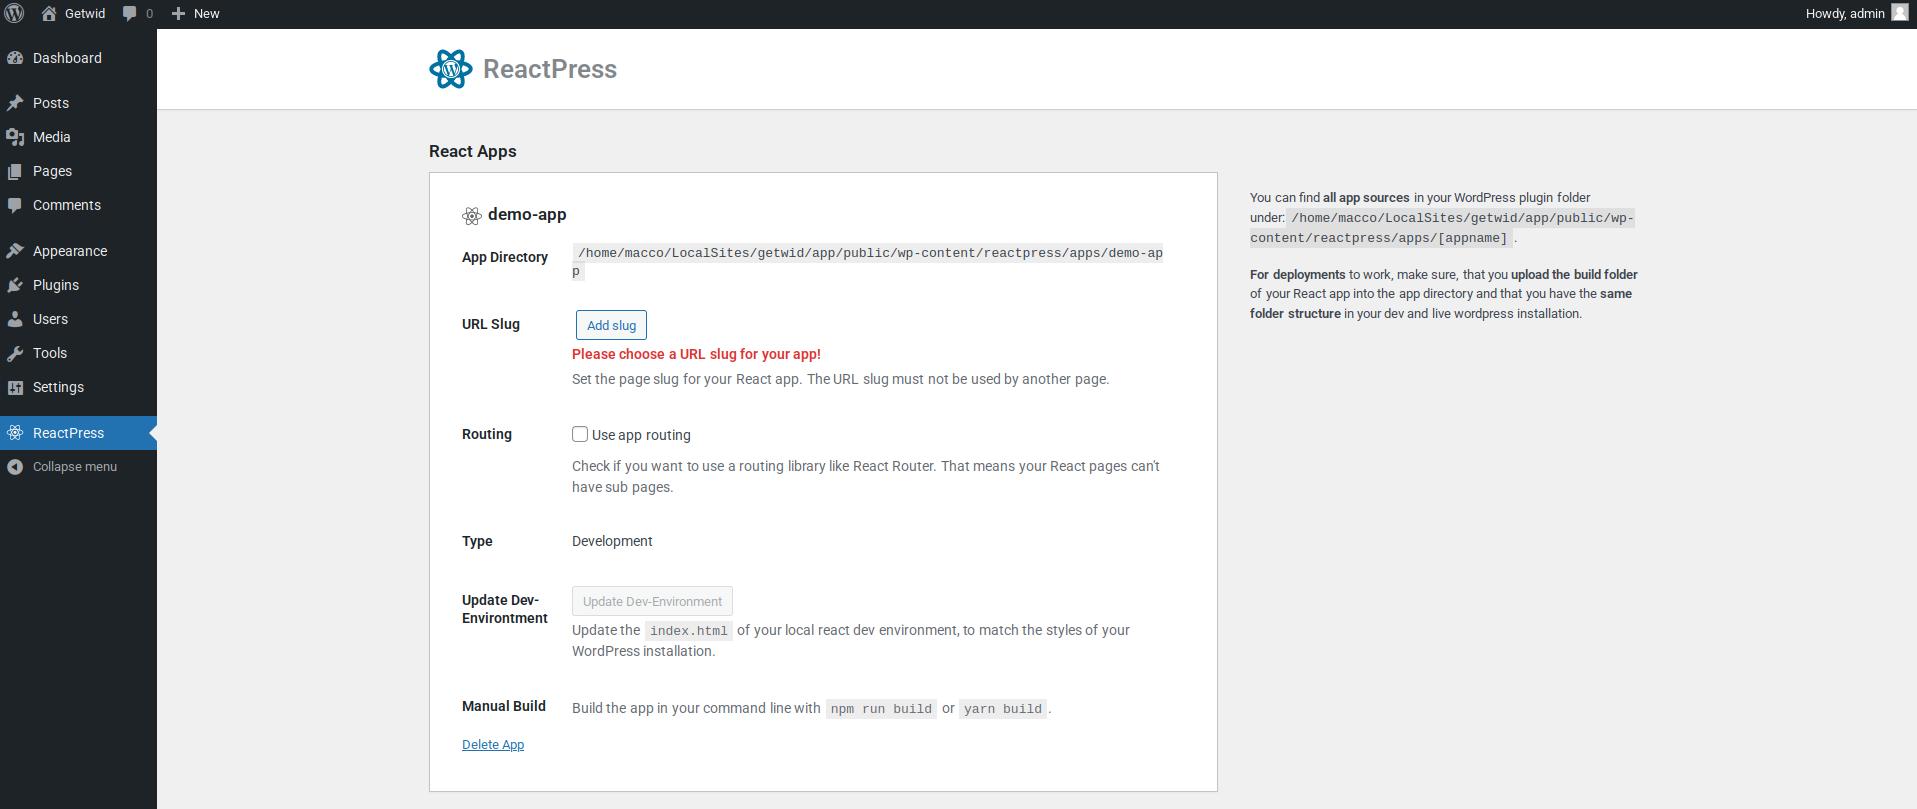 Getwid 0 New Howdy, admin
Dashboard
Posts
Media
Pages
Comments
Appearance
Plugins
Users
Tools
Settings
ReactPress
Collapse menu
ReactPress
React Apps
demo-app
App Directory /home/macco/LocalSites/getwid/app/public/wp-content/reactpress/apps/demo-ap
p
URL Slug Add slug
Please choose a URL slug for your app!
Set the page slug for your React app. The URL slug must not be used by another page.
Routing Use app routing
Check if you want to use a routing library like React Router. That means your React pages can't
have sub pages.
Type Development
Update Dev-
Environtment
Update Dev-Environment
Update the index.html of your local react dev environment, to match the styles of your
WordPress installation.
Manual Build Build the app in your command line with npm run build or yarn build .
Delete App
You can find all app sources in your WordPress plugin folder
under: /home/macco/LocalSites/getwid/app/public/wp-
content/reactpress/apps/[appname] .
For deployments to work, make sure, that you upload the build folder
of your React app into the app directory and that you have the same
folder structure in your dev and live wordpress installation.